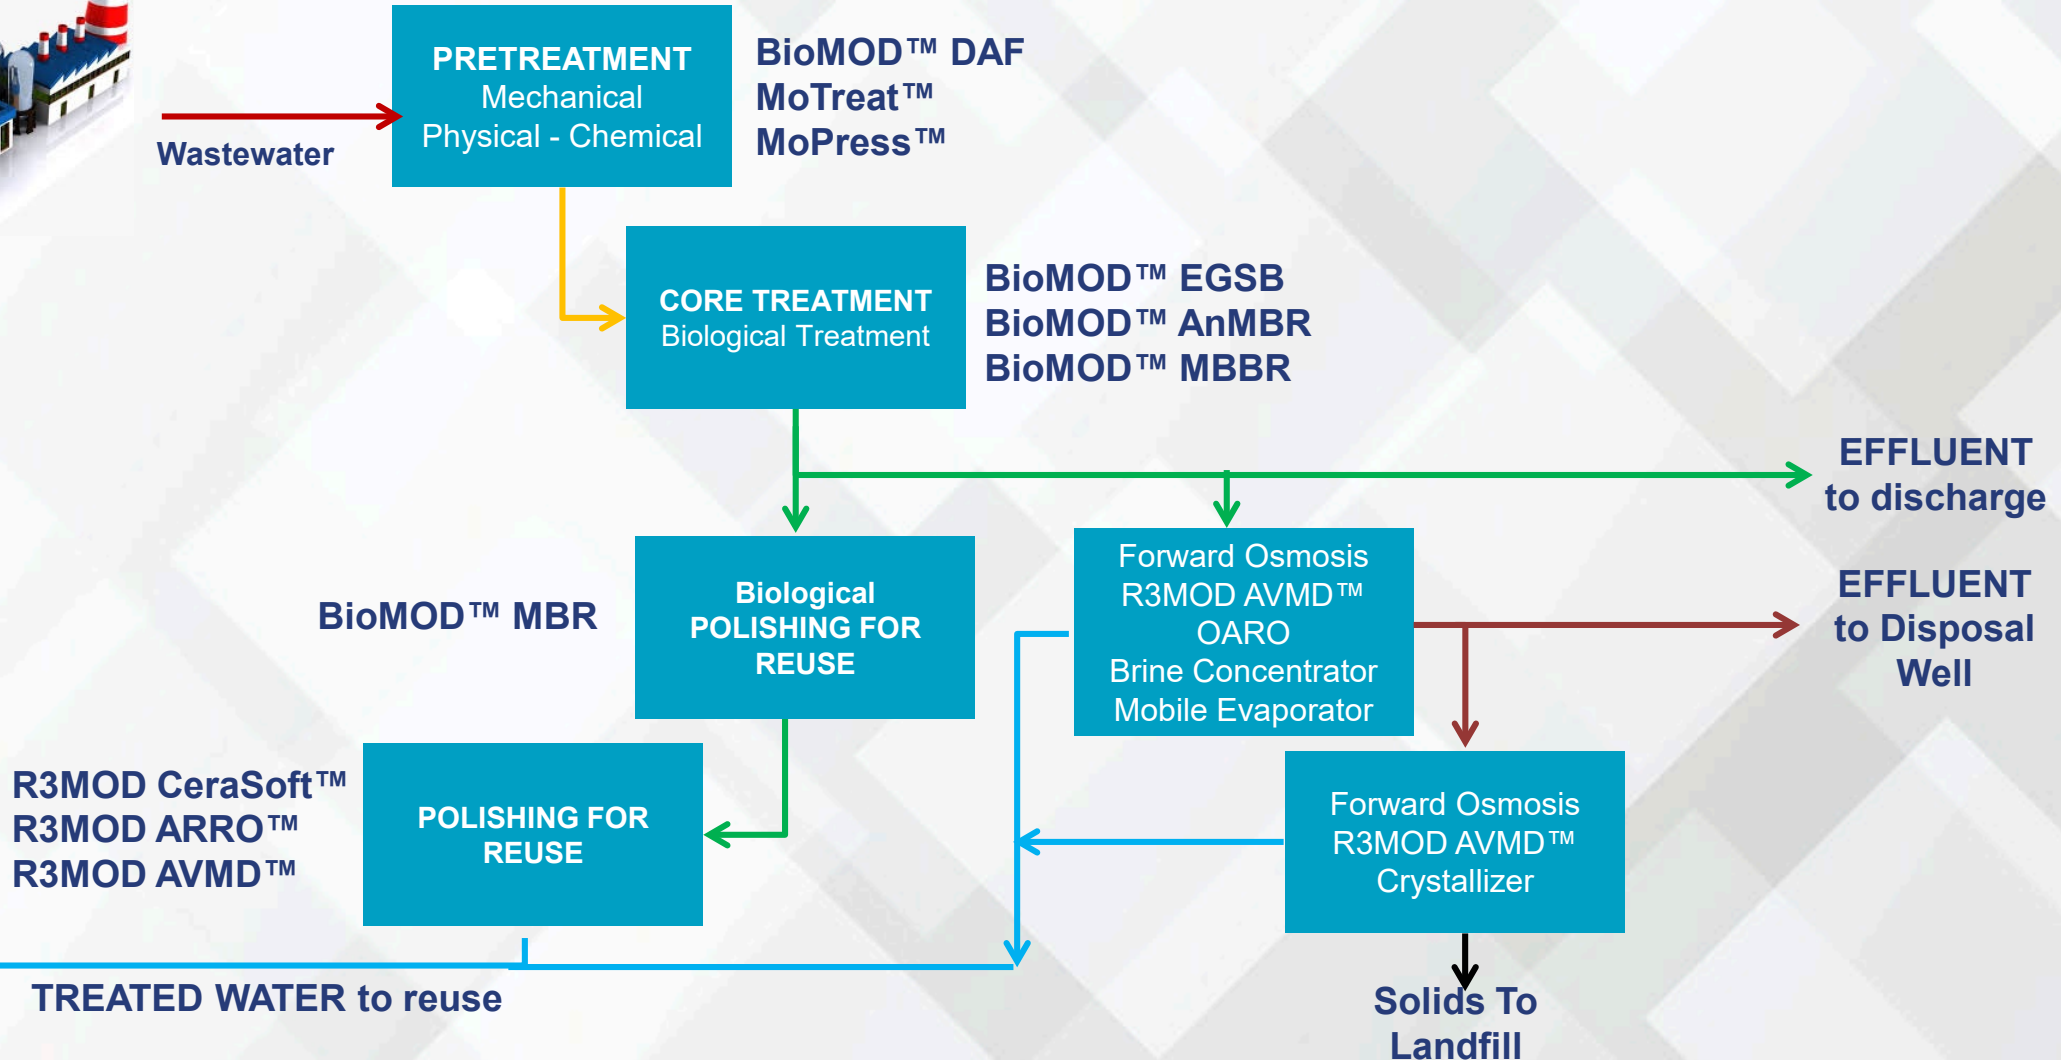 PRETREATMENT
Mechanical
Physical - Chemical
BioMOD™ DAF
MoTreat™
MoPress™
Wastewater
CORE TREATMENT
Biological Treatment
BioMOD™ EGSB
BioMOD™ AnMBR
BioMOD™ MBBR
EFFLUENT
to discharge
BioMOD™ MBR
Biological
POLISHING FOR
REUSE
Forward Osmosis
R3MOD AVMD™
OARO
Brine Concentrator
Mobile Evaporator
EFFLUENT
to Disposal
Well
R3MOD CeraSoft™
R3MOD ARRO™
R3MOD AVMD™
POLISHING FOR
REUSE
Forward Osmosis
R3MOD AVMD™
Crystallizer
TREATED WATER to reuse
Solids To
Landfill